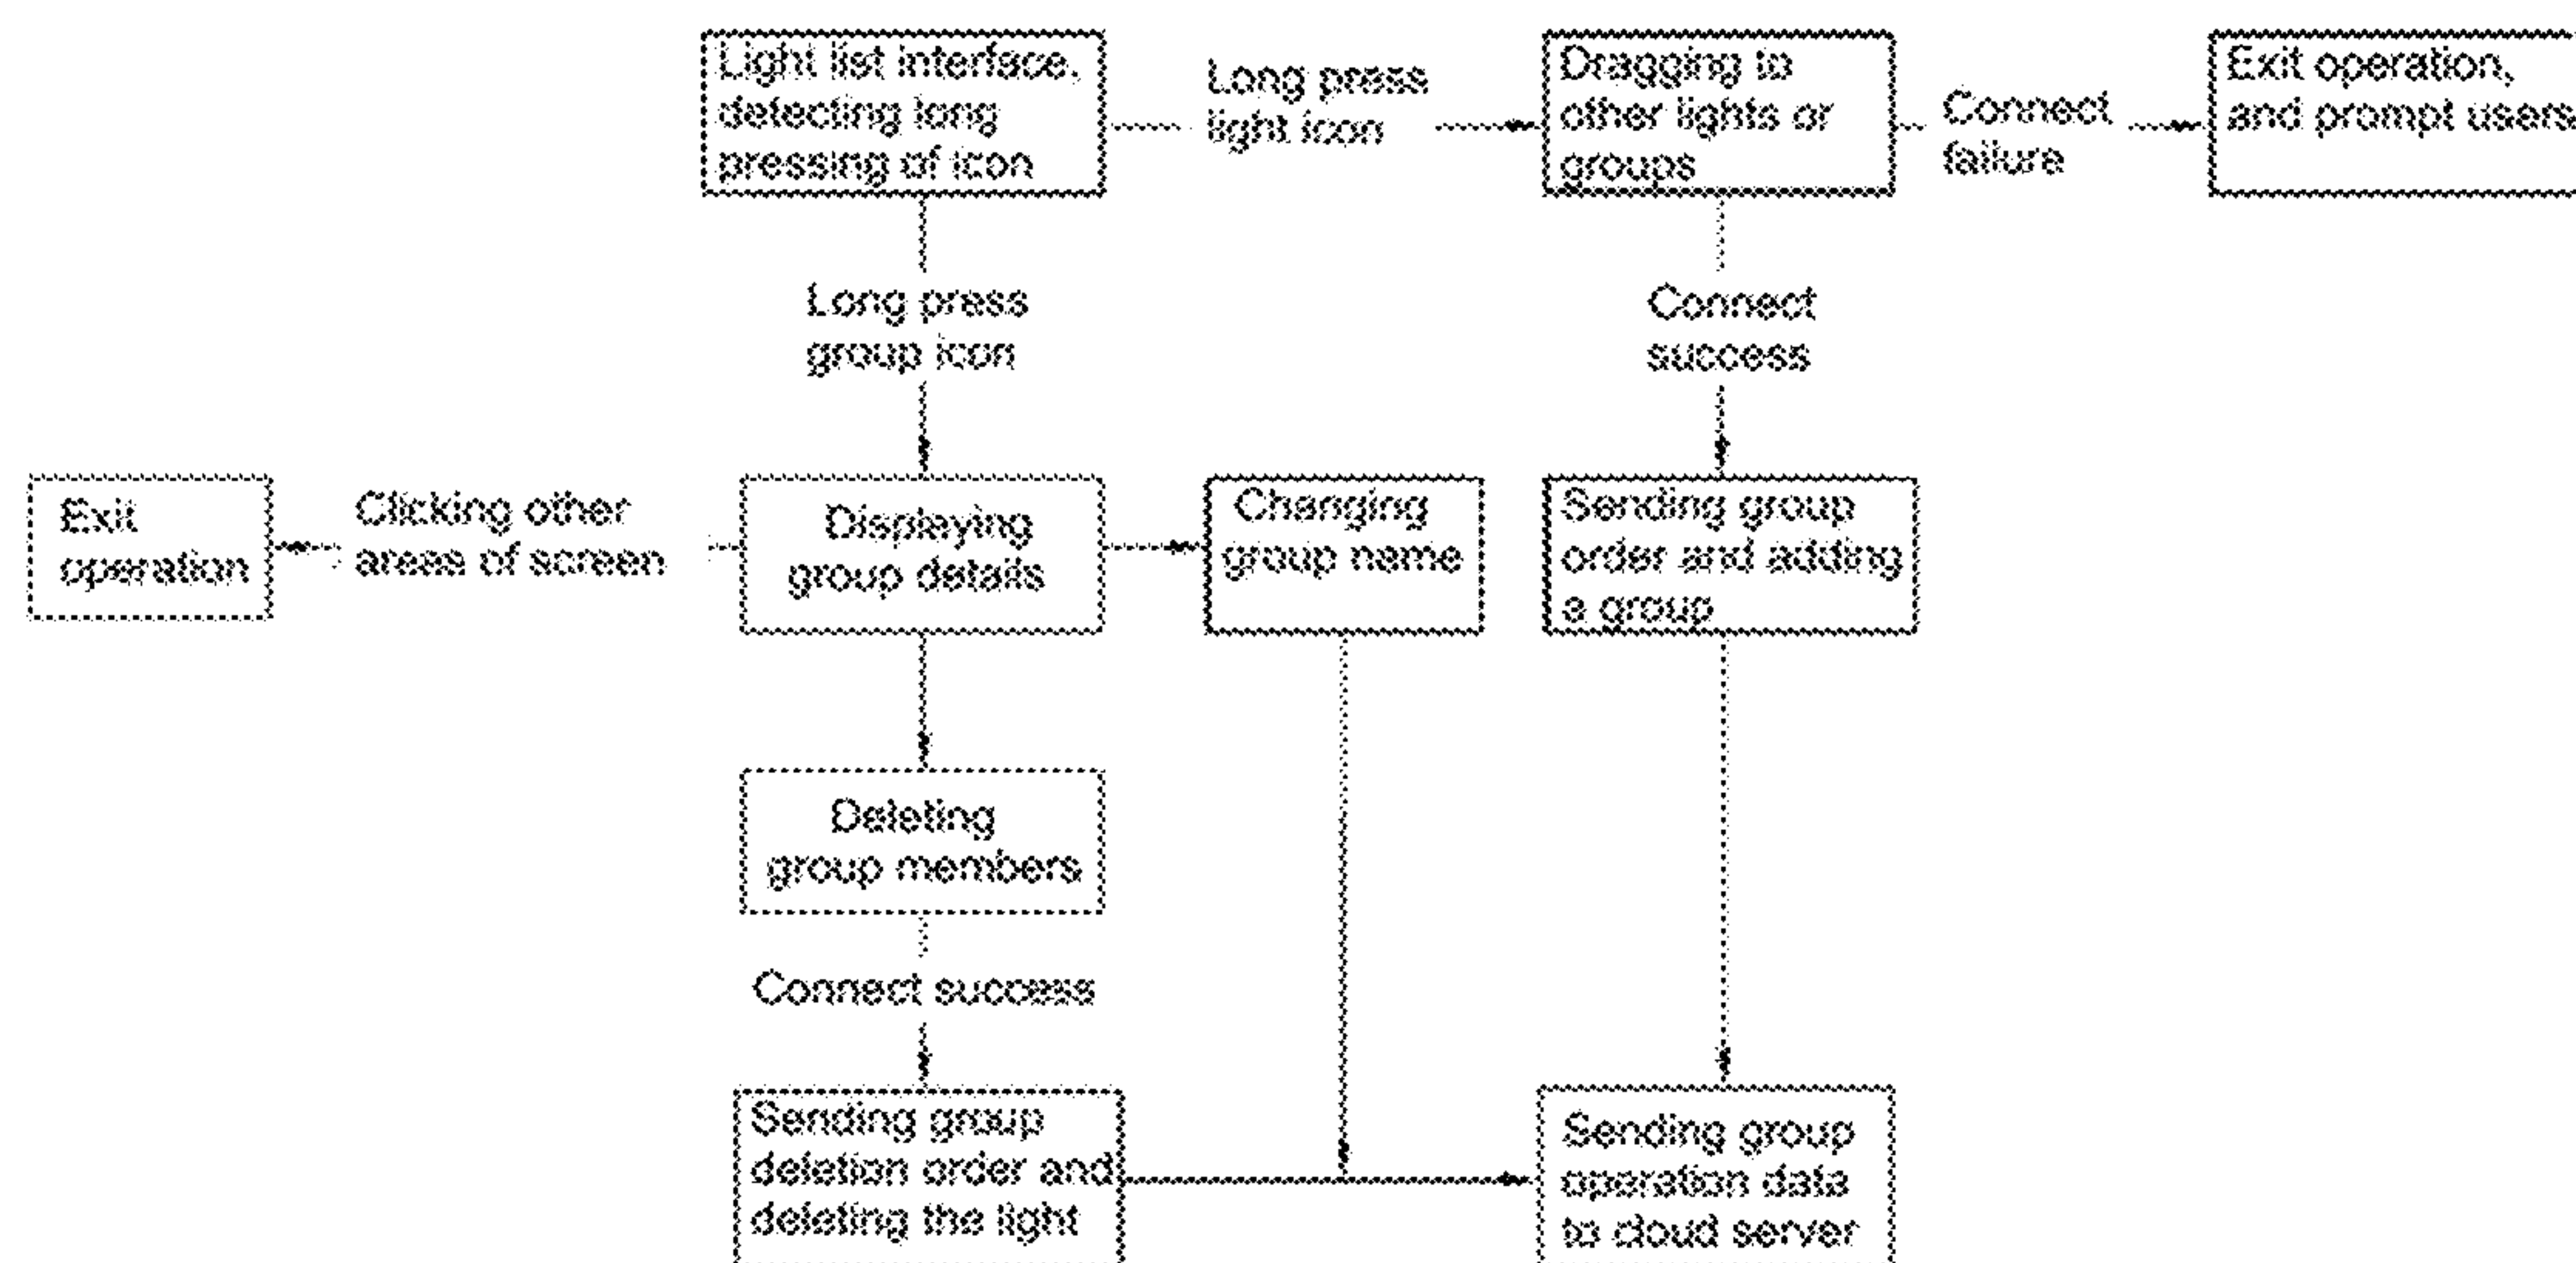 Light list interface,
detecting long
pressing of icon
Long press
light icon
Dragging to
other lights or
groups
Connect
failure
Exit operation,
and prompt users
Long press
group icon
Connect
success
Exit
operation
Clicking other
areas of screen
Displaying
group details
Changing
group name
Sending group
order and adding
a group
Deleting
group members
Connect success
Sending group
deletion order and
deleting the light
Sending group
operation data
to cloud server